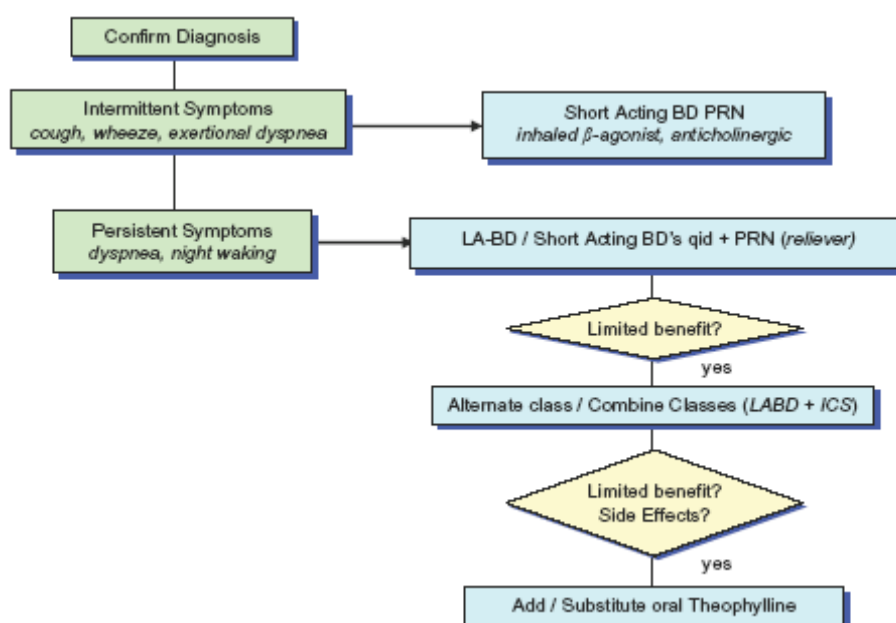 Confirm Diagnosis
Intermittent Symptoms
cough, wheeze, exertional dyspnea
Short Acting BD PRN
inhaled β-agonist, anticholinergic
Persistent Symptoms
dyspnea, night waking
LA-BD / Short Acting BD's qid + PRN (reliever)
Limited benefit?
yes
Alternate class / Combine Classes (LABD + ICS)
Limited benefit?
Side Effects?
yes
Add / Substitute oral Theophylline